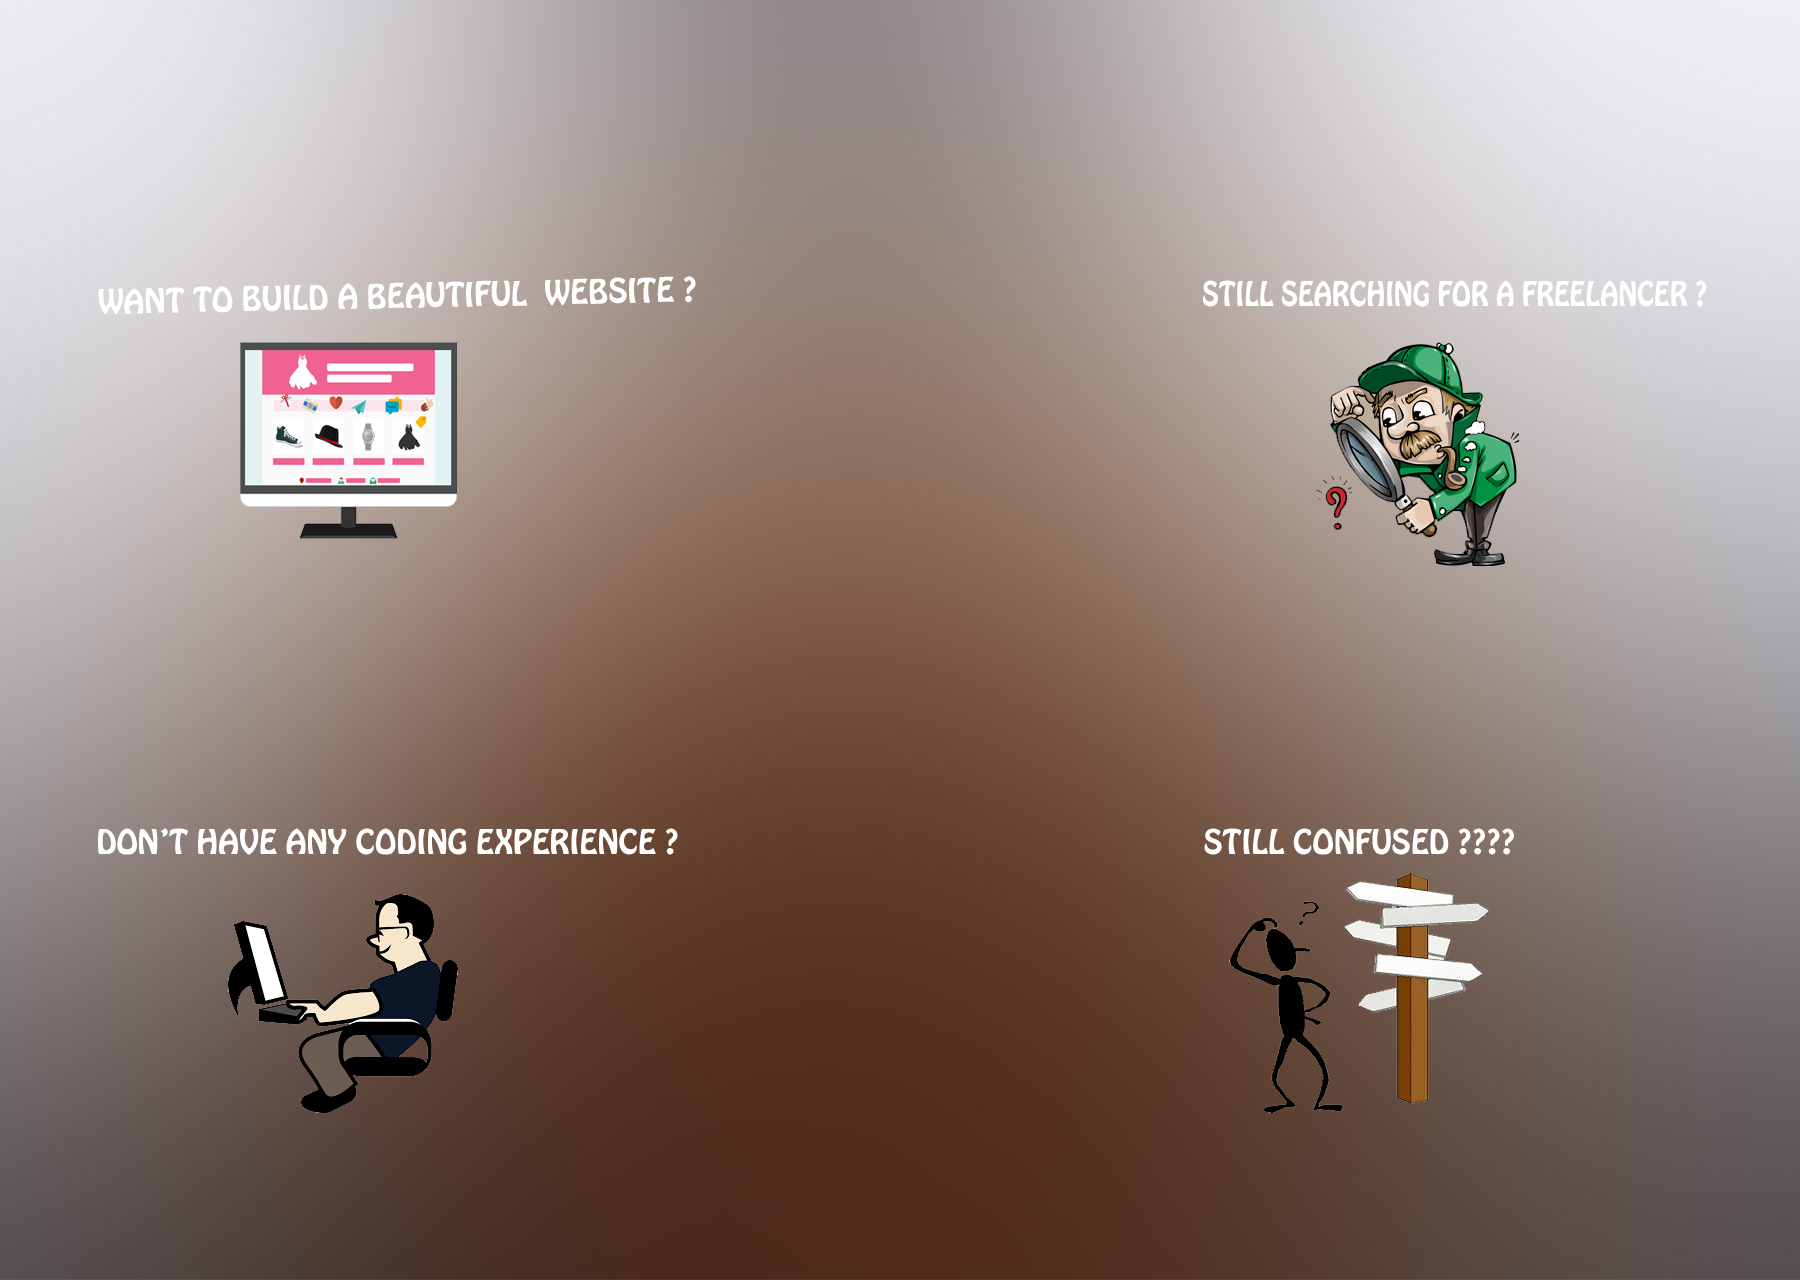 WANT TO BUILD A BEAUTIFUL WEBSITE ?
STILL SEARCHING FOR A FREELANCER ?
?
DON'T HAVE ANY CODING EXPERIENCE ?
STILL CONFUSED ????
?